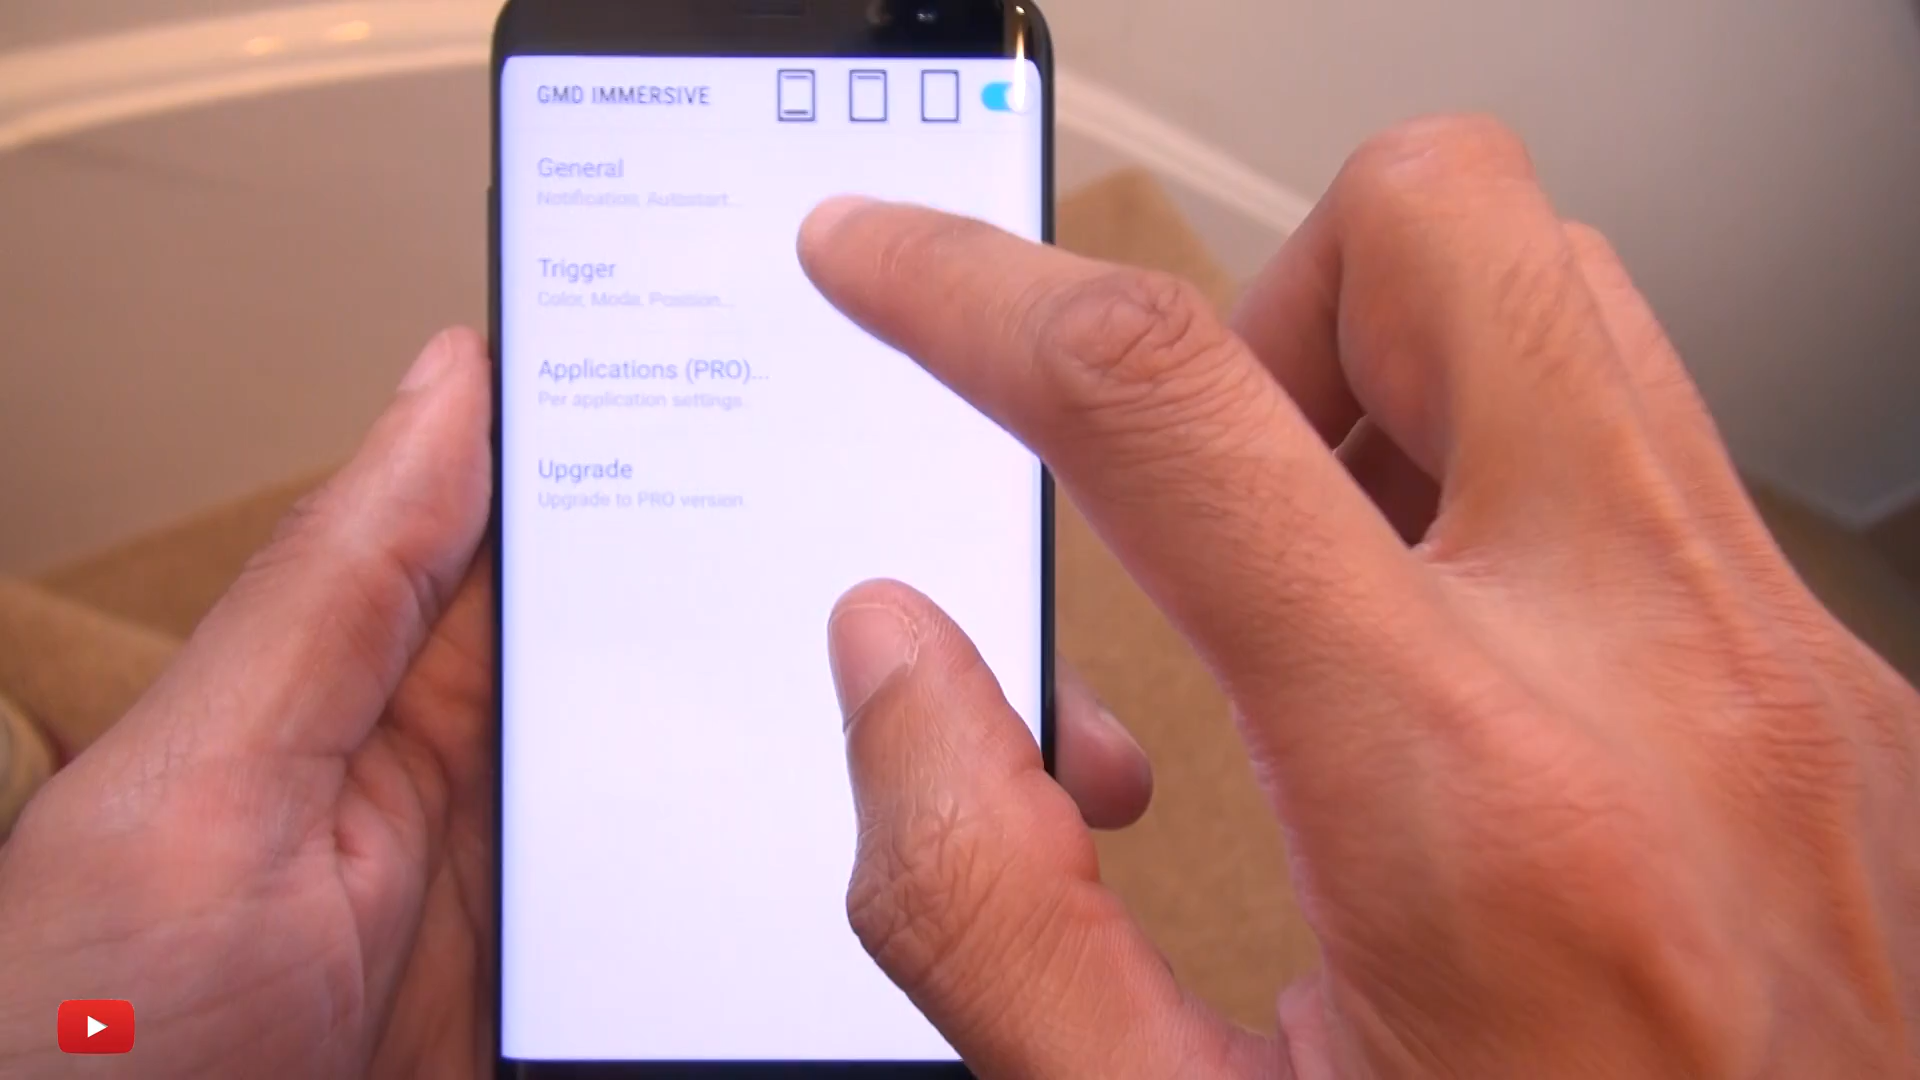 GMD IMMERSIVE
General
Notification, Autostart...
Trigger
Color, Mode, Position...
Applications (PRO)...
Per application settings.
Upgrade
Upgrade to PRO version.